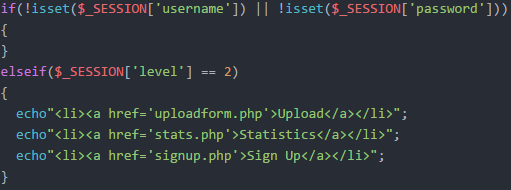 if(!isset($_SESSION['username']) || !isset($_SESSION['password']))
{
}
elseif($_SESSION['level'] == 2)
{
echo"<li><a href='uploadform.php'>Upload</a></li>";
echo"<li><a href='stats.php'>Statistics</a></li>";
echo"<li><a href='signup.php'>Sign Up</a></li>";
}